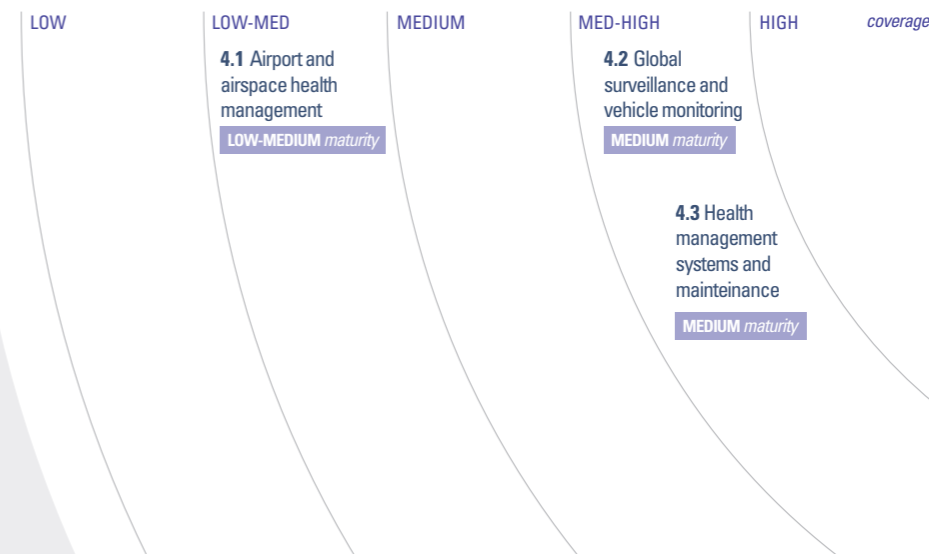 LOW
LOW-MED
MEDIUM
MED-HIGH
HIGH
coverage
4.1 Airport and
airspace health
management
LOW-MEDIUM maturity
4.2 Global
surveillance and
vehicle monitoring
MEDIUM maturity
4.3 Health
management
systems and
mainteinance
MEDIUM maturity